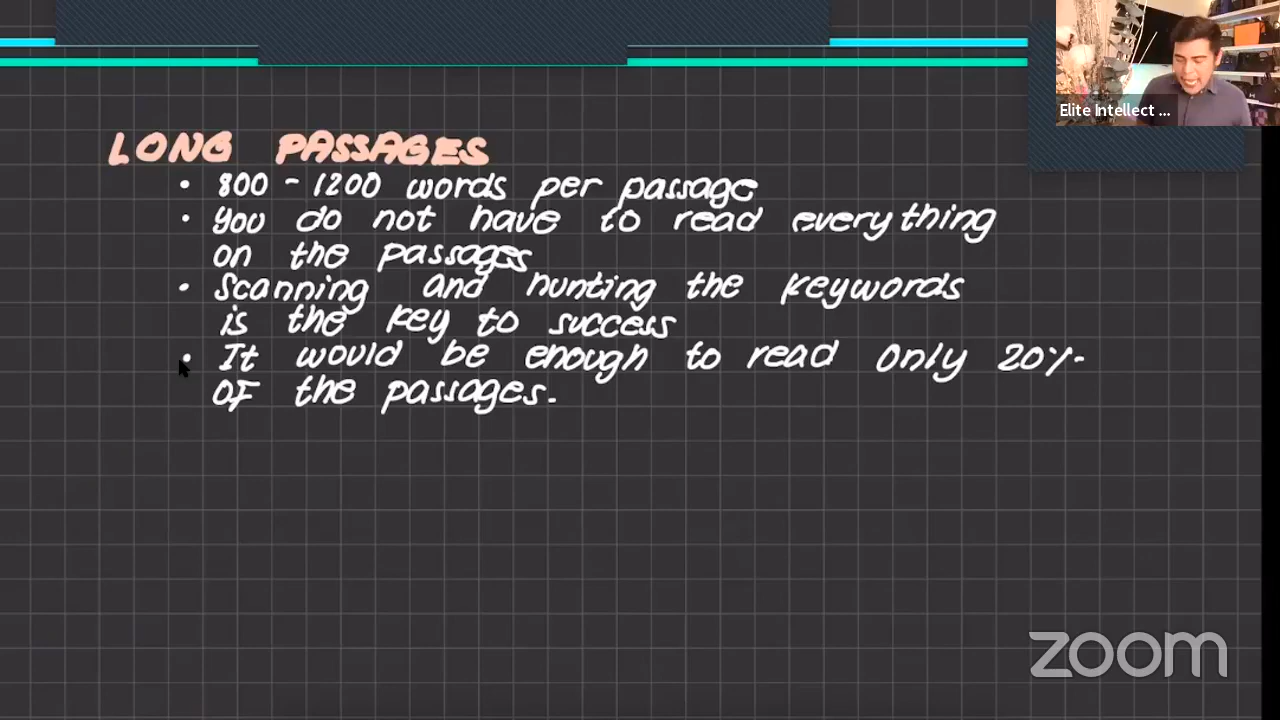 Elite Intellect ...
LONG PASSAGES
• 800 - 1200 words per passage
• you do not have to read everything
on the passages
• Scanning and hunting the keywords
is the key to success
• It would be enough to read only 20%
of the passages.
zoom